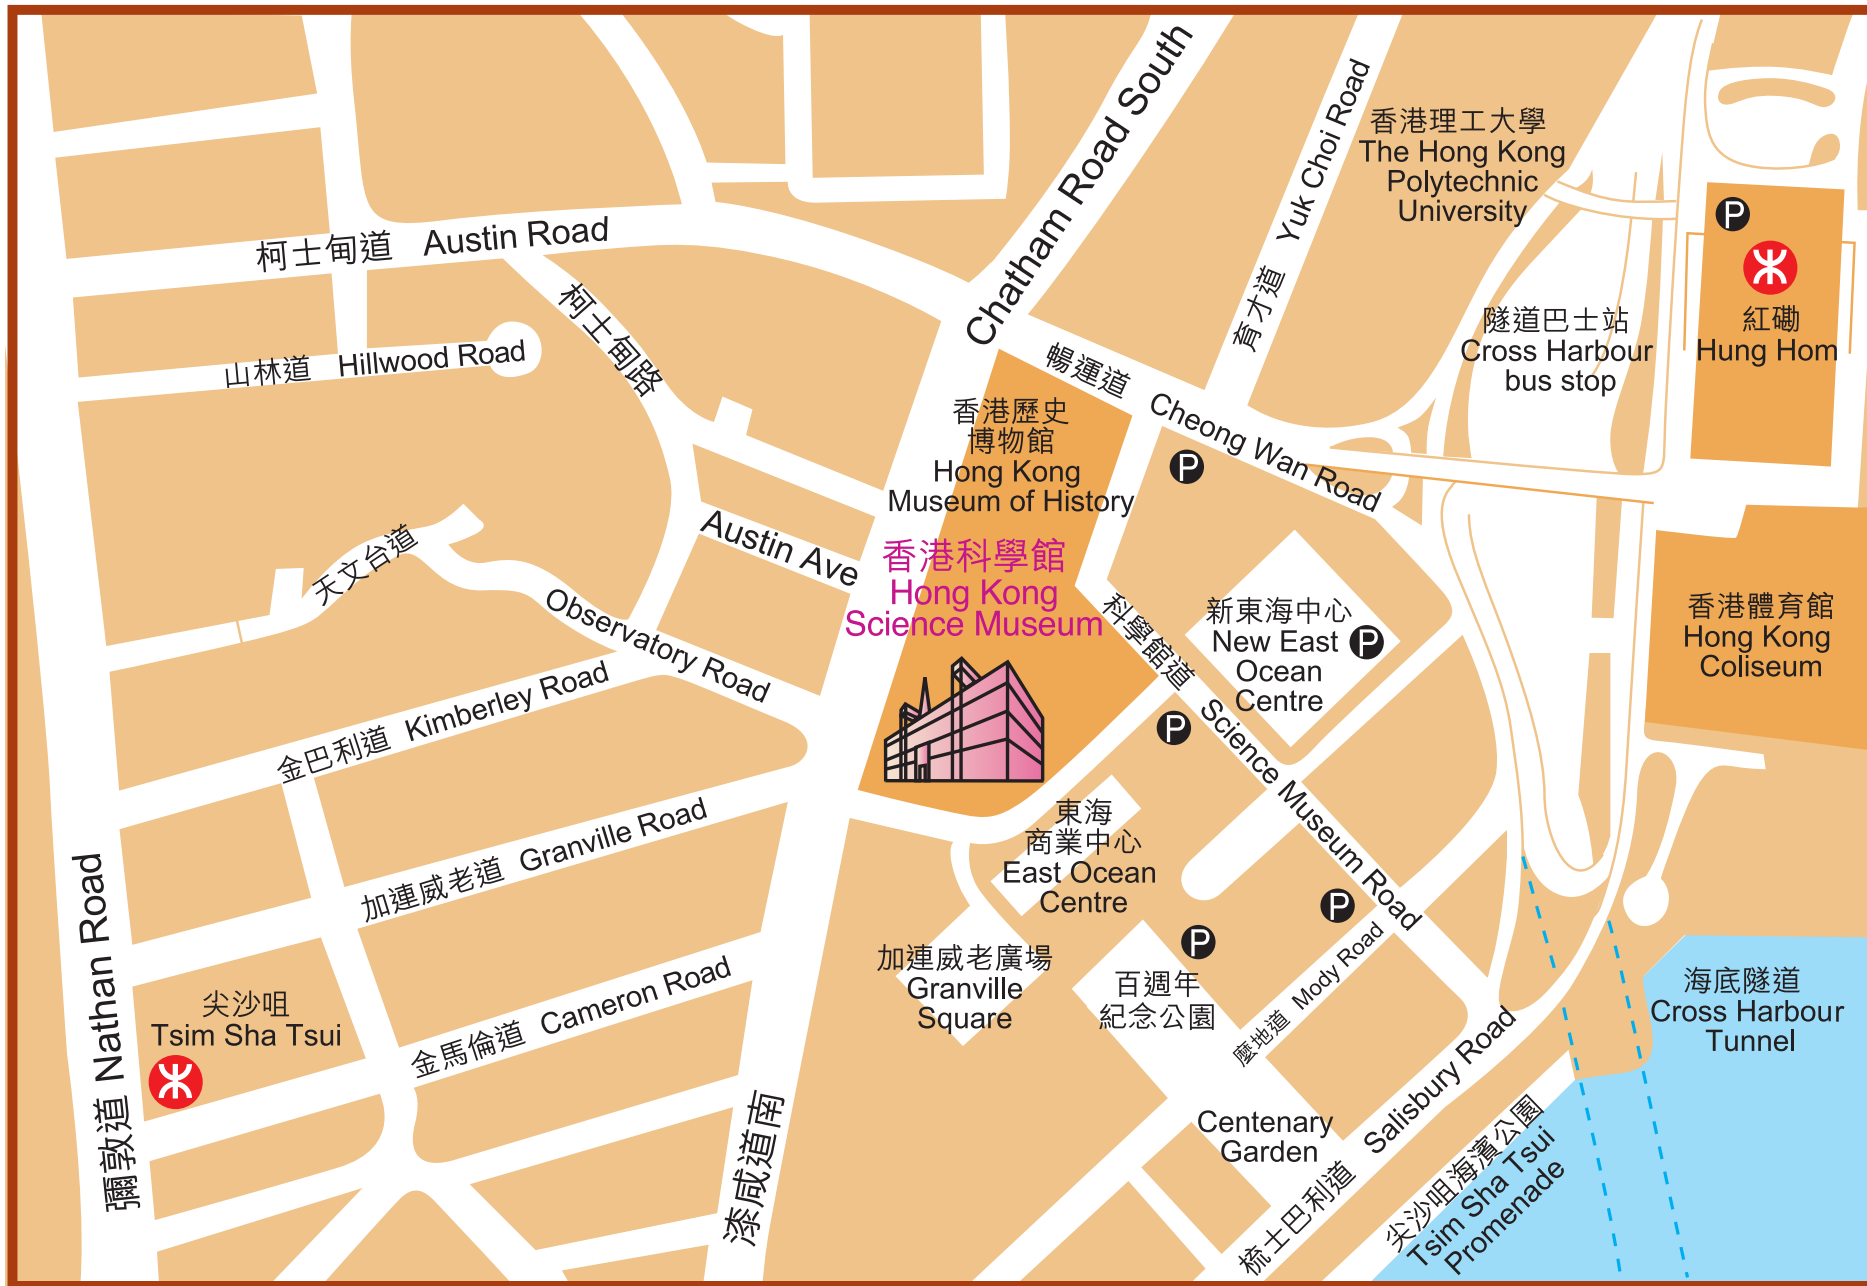 Chatham Road South
育才道 Yuk Choi Road
香港理工大學
The Hong Kong
Polytechnic
University
P
柯士甸道 Austin Road
柯士甸路
紅磡
Hung Hom
隧道巴士站
Cross Harbour
bus stop
山林道 Hillwood Road
暢運道 Cheong Wan Road
香港歷史
博物館
Hong Kong
Museum of History
P
Austin Ave
香港科學館
Hong Kong
Science Museum
天文台道
Observatory Road
新東海中心
New East
Ocean
Centre
P
香港體育館
Hong Kong
Coliseum
科學館道 Science Museum Road
P
金巴利道 Kimberley Road
加連威老道 Granville Road
東海
商業中心
East Ocean
Centre
P
P
彌敦道 Nathan Road
尖沙咀
Tsim Sha Tsui
金馬倫道 Cameron Road
加連威老廣場
Granville
Square
百週年
紀念公園
Centenary
Garden
麼地道 Mody Road
海底隧道
Cross Harbour
Tunnel
漆咸道南
梳士巴利道 Salisbury Road
尖沙咀海濱公園
Tsim Sha Tsui
Promenade